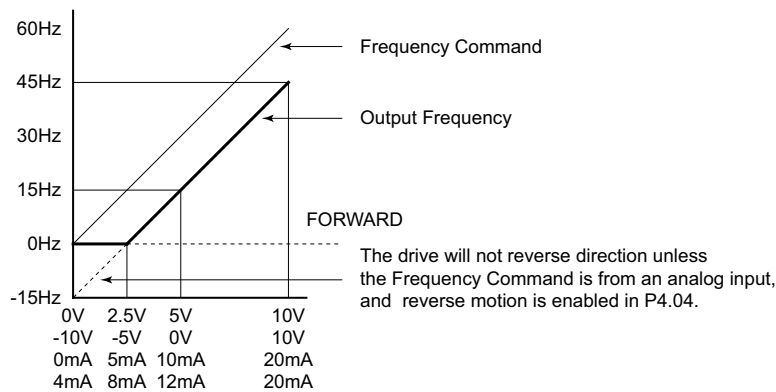 60Hz
Frequency Command
45Hz
Output Frequency
30Hz
15Hz
FORWARD
0Hz
The drive will not reverse direction unless
the Frequency Command is from an analog input,
and reverse motion is enabled in P4.04.
-15Hz
0V 2.5V 5V 10V
-10V -5V 0V 10V
0mA 5mA 10mA 20mA
4mA 8mA 12mA 20mA